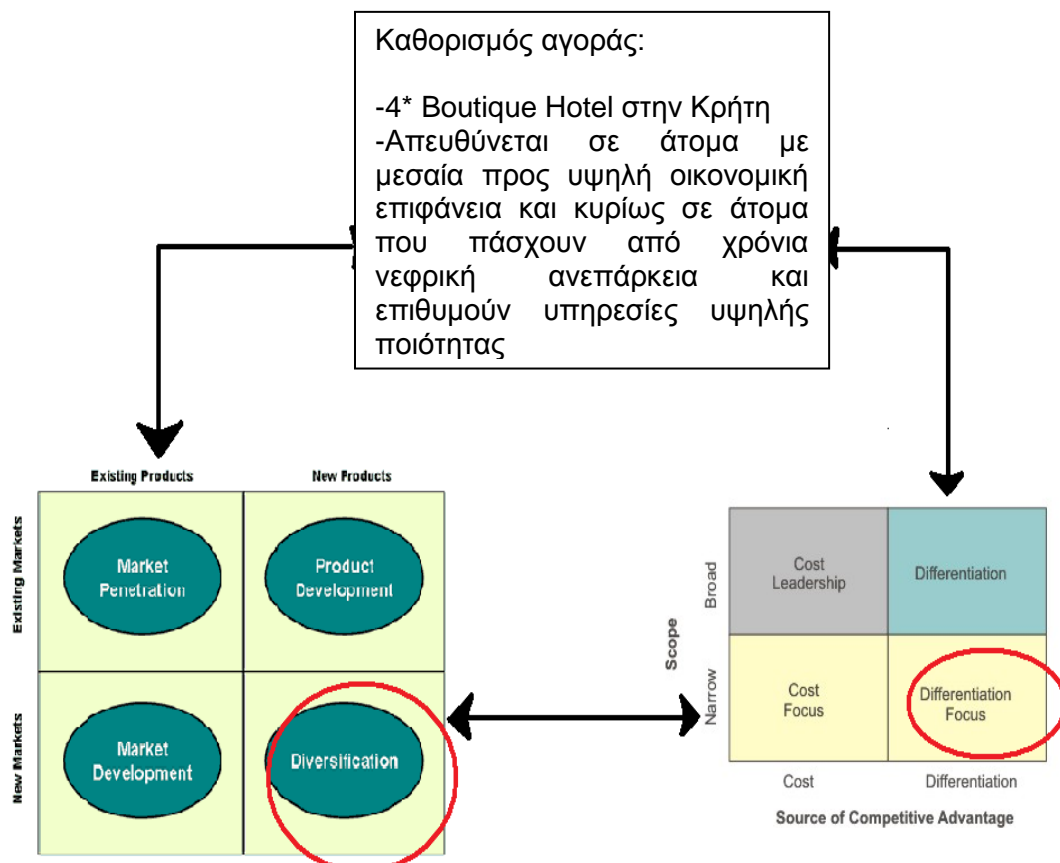 Καθορισμός αγοράς:
-4* Boutique Hotel στην Κρήτη
-Απευθύνεται σε άτομα με
μεσαία προς υψηλή οικονομική
επιφάνεια και κυρίως σε άτομα
που πάσχουν από χρόνια
νεφρική ανεπάρκεια και
επιθυμούν υπηρεσίες υψηλής
ποιότητας
Existing Products
New Products
Existing Markets
Market
Penetration
Product
Development
New Markets
Market
Development
Diversification
Scope
Broad
Cost
Leadership
Differentiation
Narrow
Cost
Focus
Differentiation
Focus
Cost
Differentiation
Source of Competitive Advantage